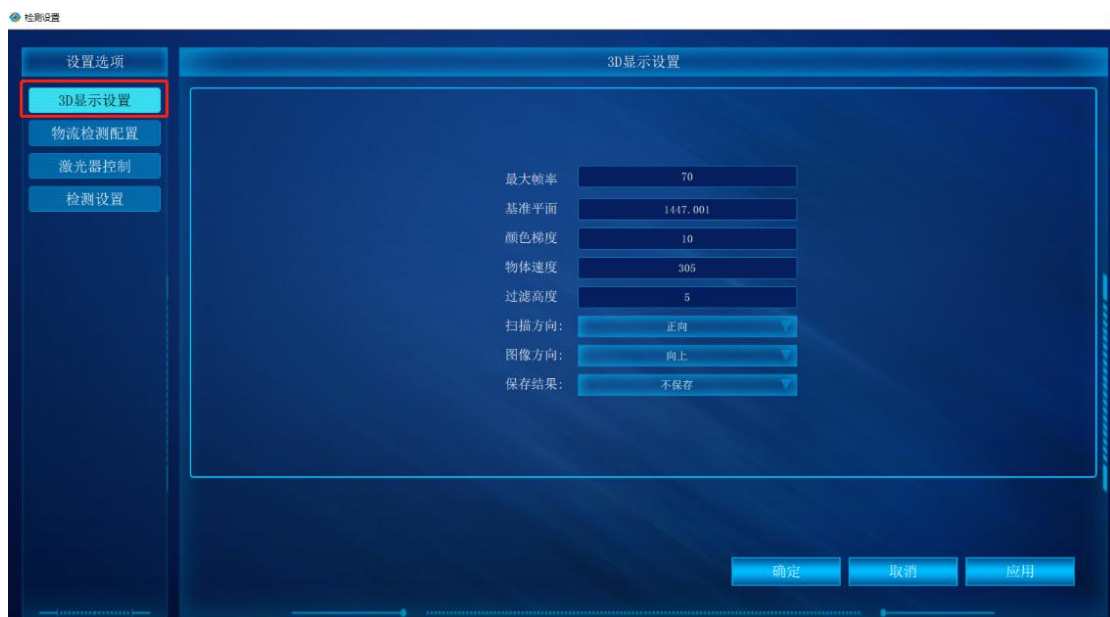 检测设置
设置选项
3D显示设置
3D显示设置
物流检测配置
激光器控制
检测设置
最大帧率 70
基准平面 1447.001
颜色梯度 10
物体速度 305
过滤高度 5
扫描方向: 正向
图像方向: 向上
保存结果: 不保存
确定 取消 应用